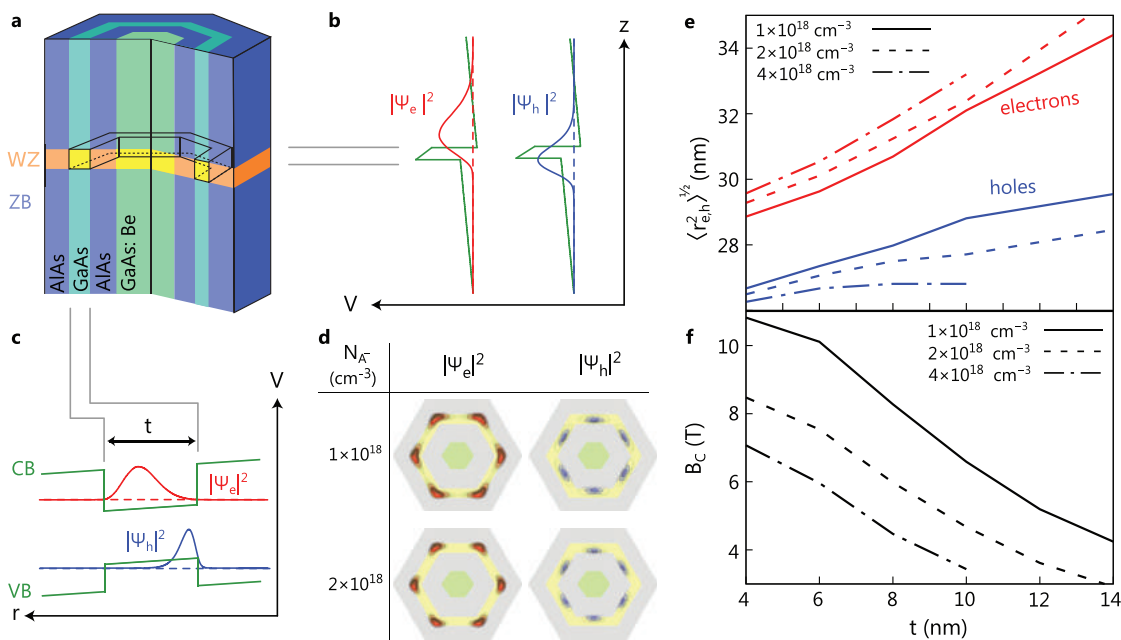 a
WZ
ZB
AlAs
GaAs
AlAs
GaAs: Be
b
z
|Ψe|²
|Ψh|²
V
c
V
t
CB
|Ψe|²
|Ψh|²
VB
r
d
NA-
(cm⁻³)
|Ψe|²
|Ψh|²
1×10¹⁸
2×10¹⁸
e
1×10¹⁸ cm⁻³
2×10¹⁸ cm⁻³
4×10¹⁸ cm⁻³
electrons
holes
⟨r²e,h⟩^½ (nm)
34
32
30
28
f
1×10¹⁸ cm⁻³
2×10¹⁸ cm⁻³
4×10¹⁸ cm⁻³
BC (T)
10
8
6
4
4 6 8 10 12 14
t (nm)